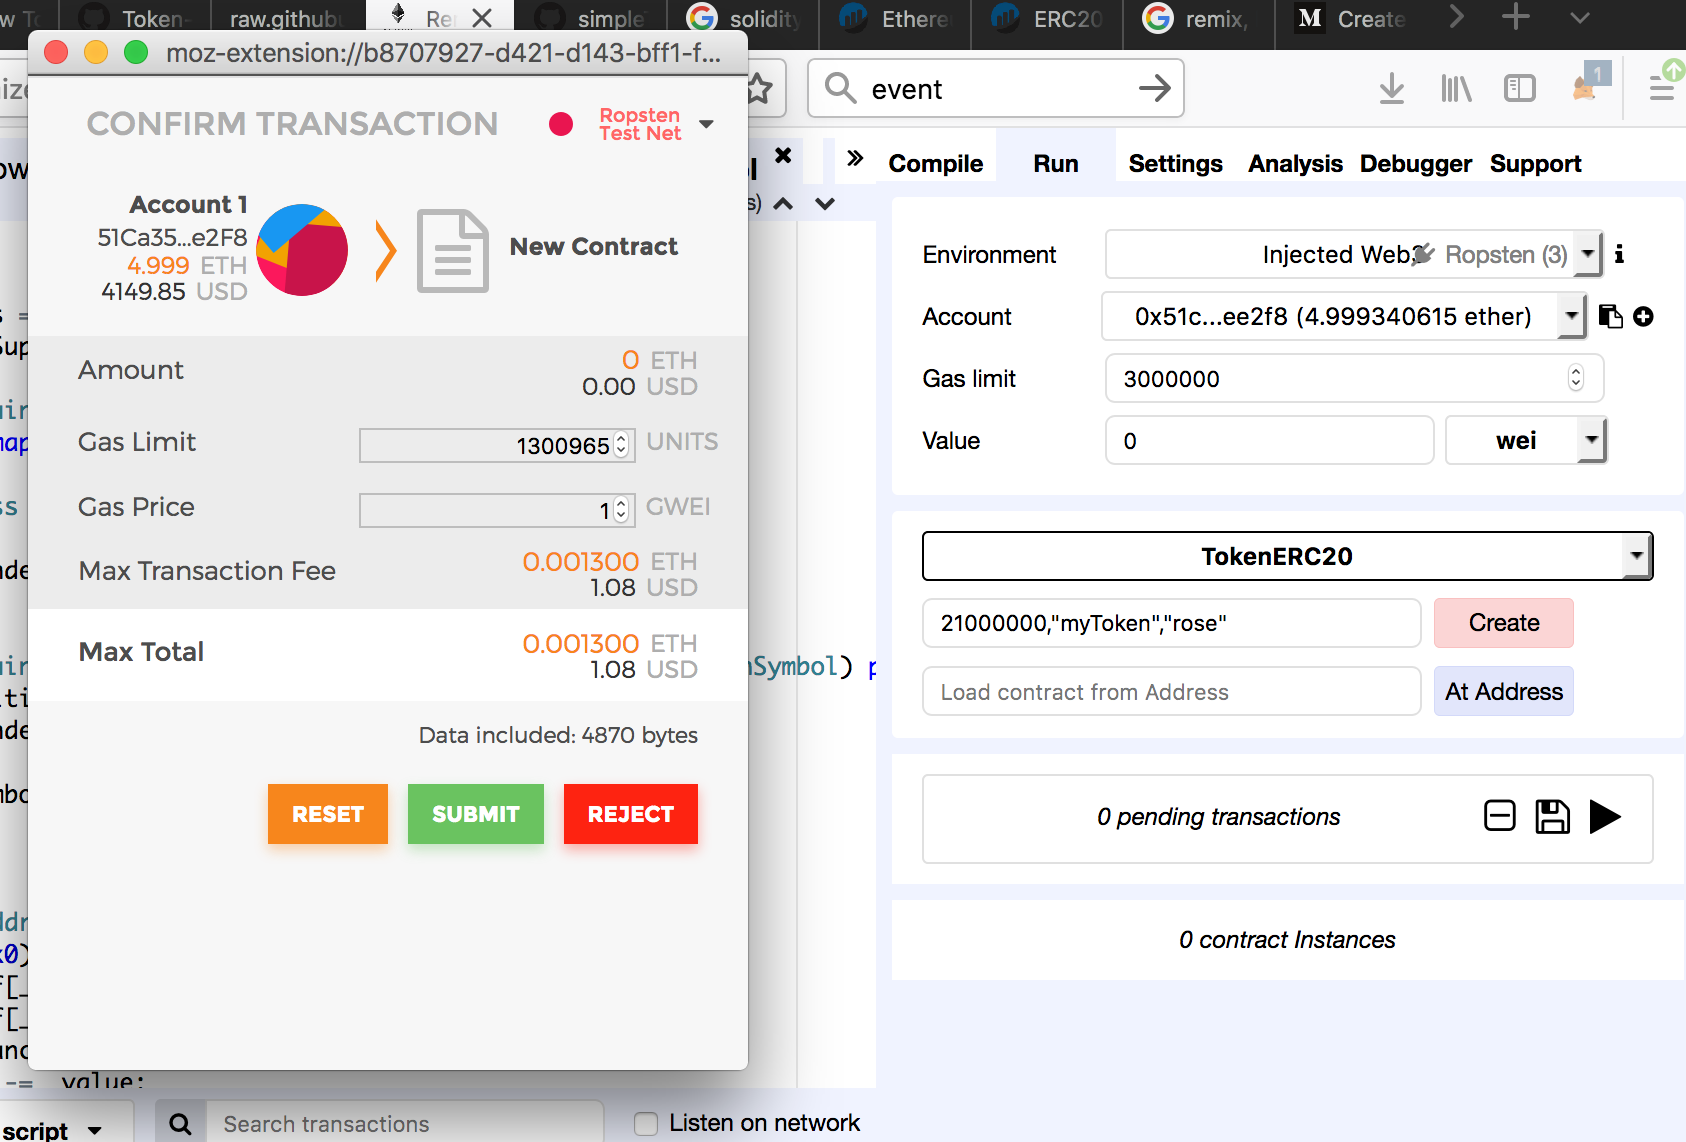 Token-
raw.githubu
Re
simple
solidity
Ethere
ERC20
remix,
M Create
moz-extension://b8707927-d421-d143-bff1-f...
event
1
CONFIRM TRANSACTION
Ropsten
Test Net
Account 1
51Ca35...e2F8
4.999 ETH
4149.85 USD
New Contract
Amount
0 ETH
0.00 USD
Gas Limit
1300965
UNITS
Gas Price
1
GWEI
Max Transaction Fee
0.001300 ETH
1.08 USD
Max Total
0.001300 ETH
1.08 USD
Data included: 4870 bytes
RESET
SUBMIT
REJECT
Compile
Run
Settings
Analysis
Debugger
Support
Environment
Injected Web3
Ropsten (3)
Account
0x51c...ee2f8 (4.999340615 ether)
Gas limit
3000000
Value
0
wei
TokenERC20
21000000,"myToken","rose"
Create
Load contract from Address
At Address
0 pending transactions
0 contract Instances
nSymbol) p
-= _value;
script
Search transactions
Listen on network